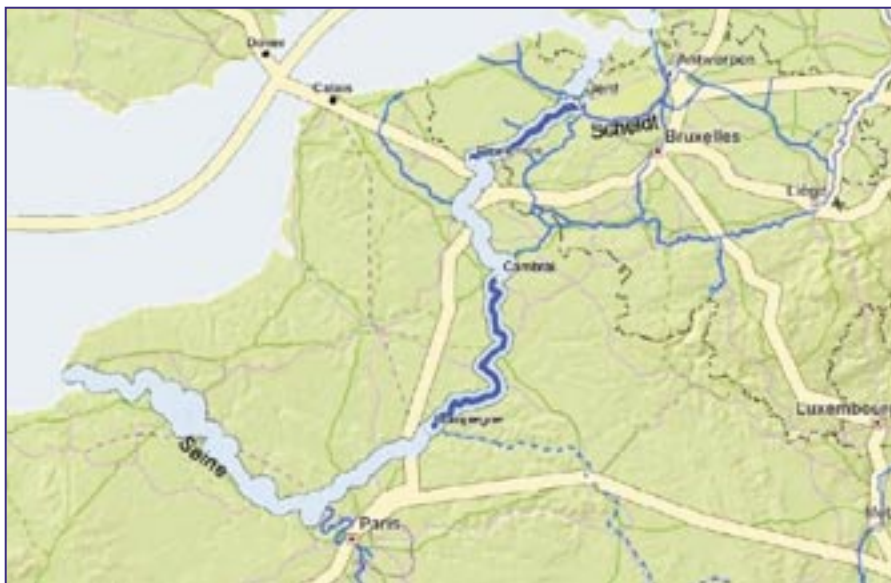 Dover
Calais
Antwerpen
Gent
Scheldt
Bruxelles
Liège
Cambrai
Luxembourg
Seine
Paris